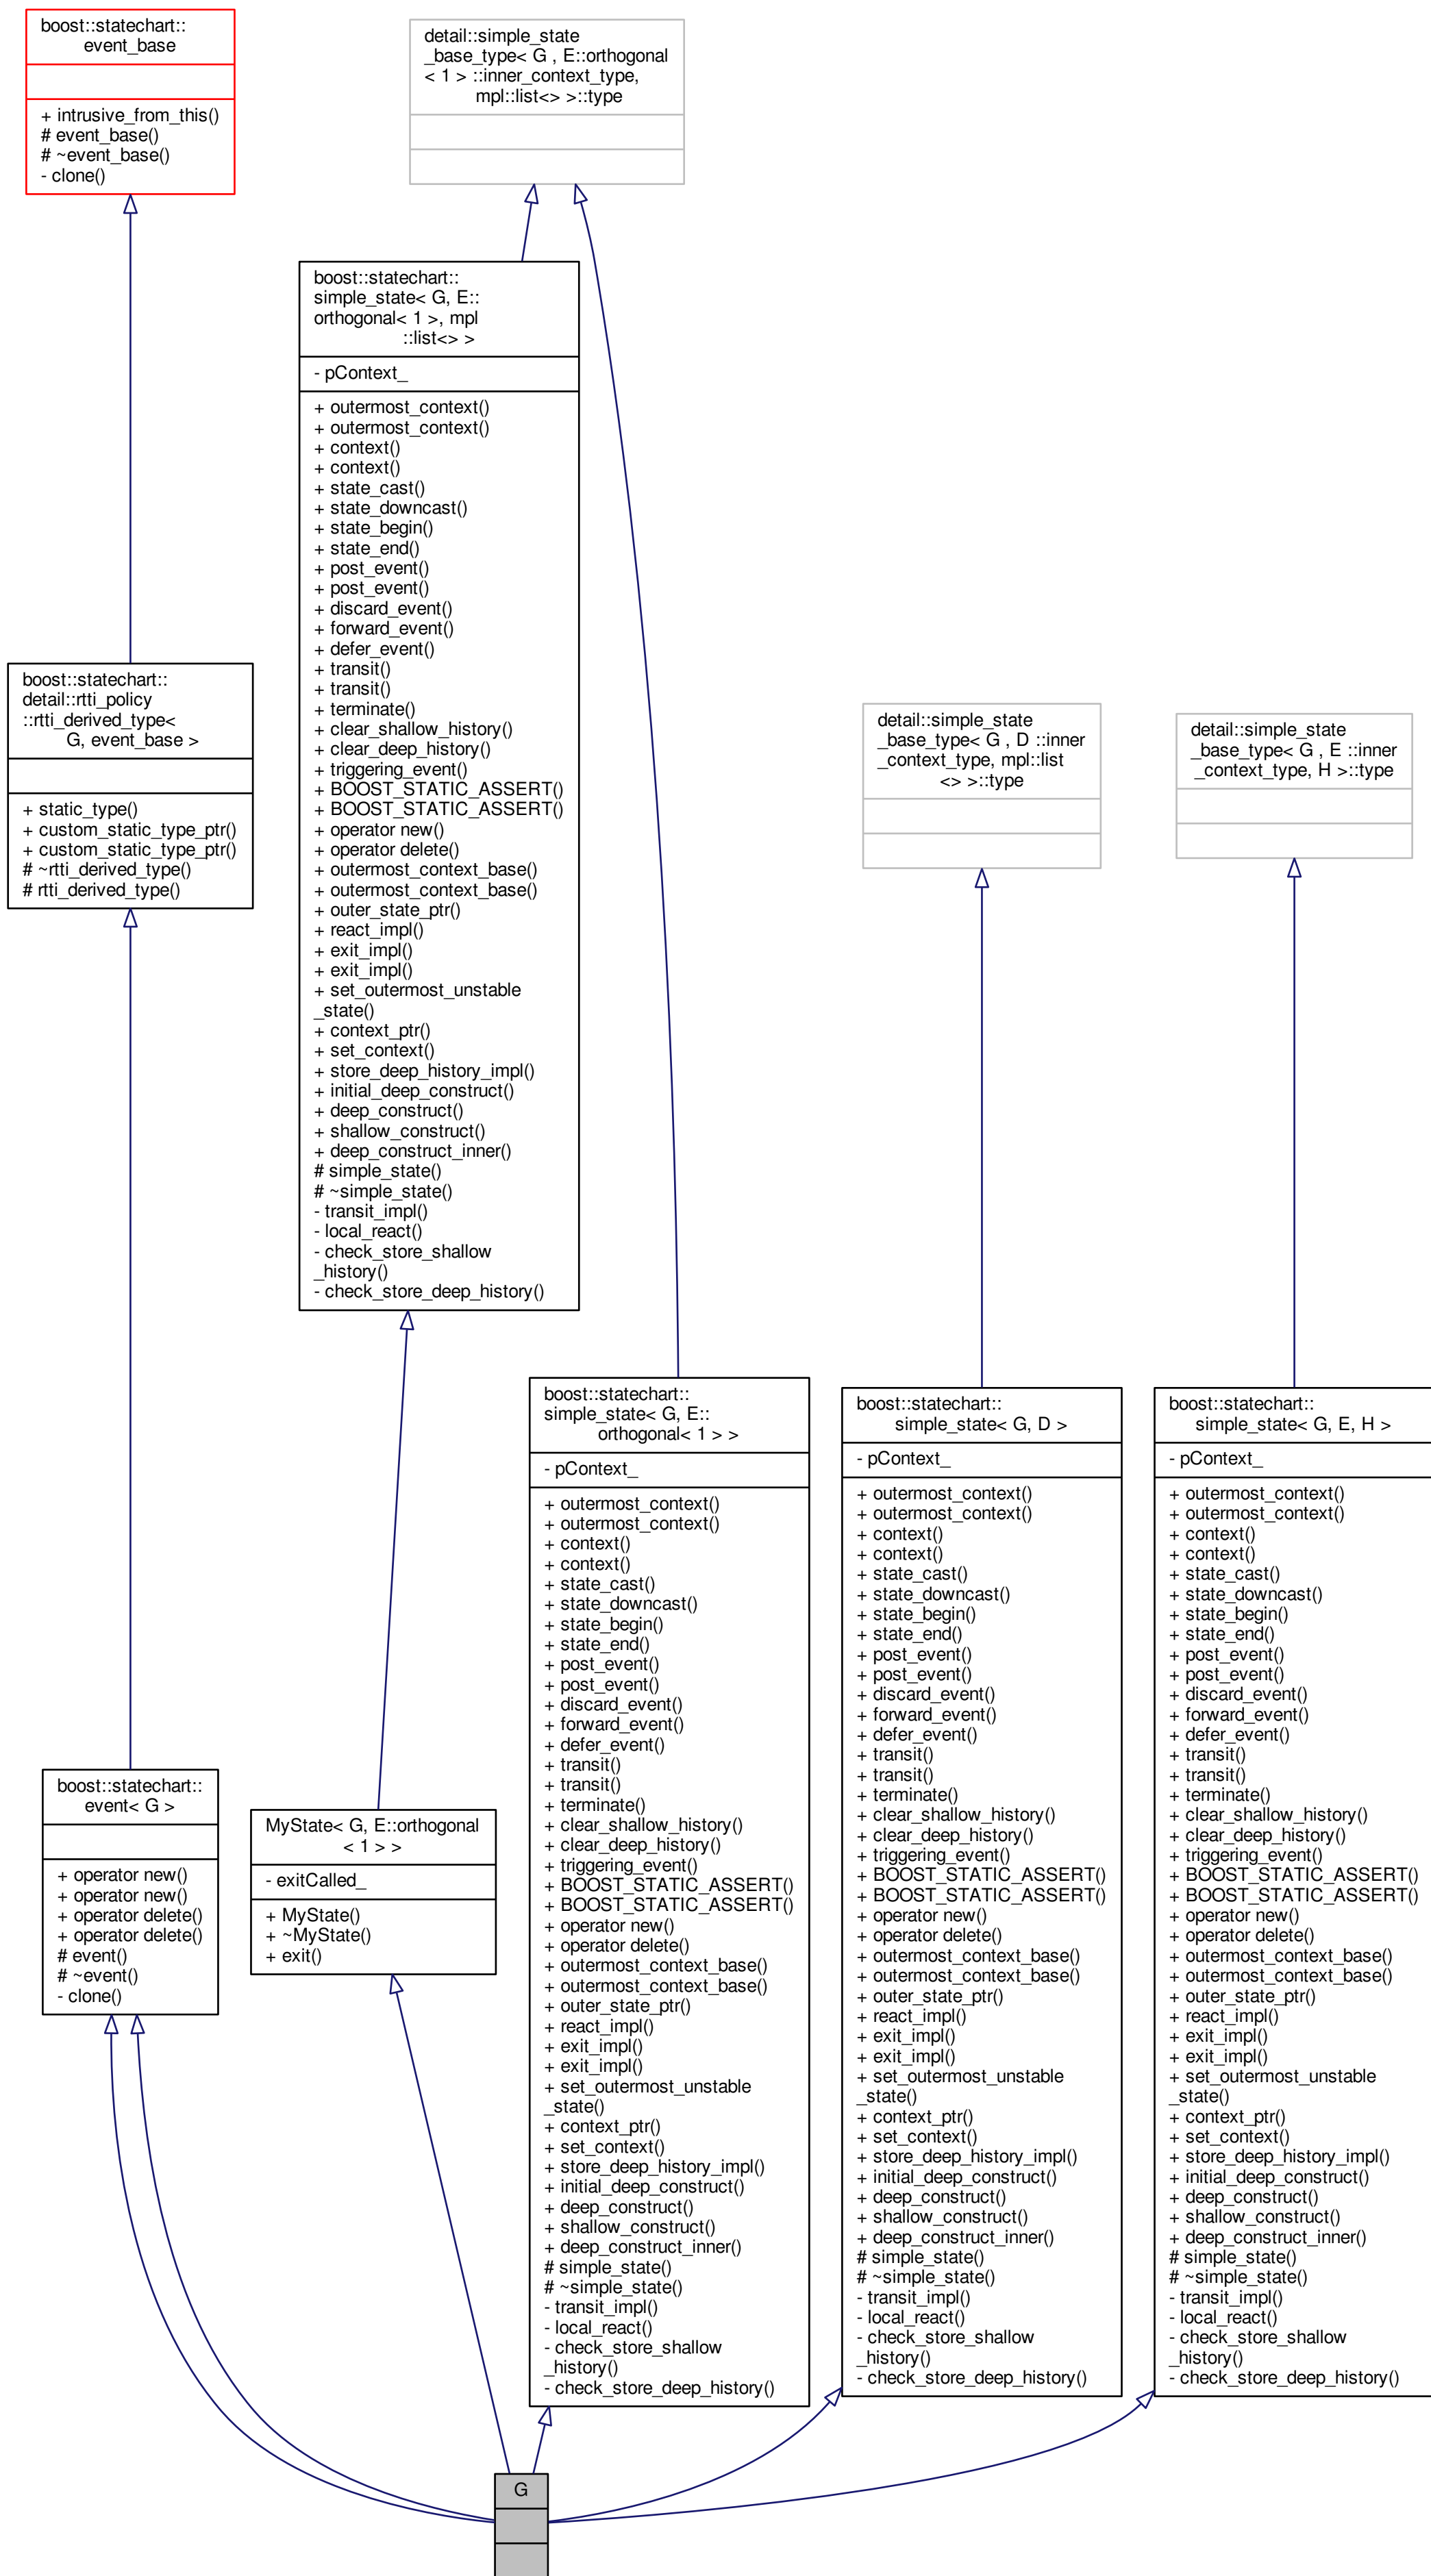 boost::statechart::
event_base
+ intrusive_from_this()
# event_base()
# ~event_base()
- clone()
detail::simple_state
_base_type< G , E::orthogonal
< 1 > ::inner_context_type,
mpl::list<> >::type
boost::statechart::
simple_state< G, E::
orthogonal< 1 >, mpl
::list<> >
- pContext_
+ outermost_context()
+ outermost_context()
+ context()
+ context()
+ state_cast()
+ state_downcast()
+ state_begin()
+ state_end()
+ post_event()
+ post_event()
+ discard_event()
+ forward_event()
+ defer_event()
+ transit()
+ transit()
+ terminate()
+ clear_shallow_history()
+ clear_deep_history()
+ triggering_event()
+ BOOST_STATIC_ASSERT()
+ BOOST_STATIC_ASSERT()
+ operator new()
+ operator delete()
+ outermost_context_base()
+ outermost_context_base()
+ outer_state_ptr()
+ react_impl()
+ exit_impl()
+ exit_impl()
+ set_outermost_unstable
_state()
+ context_ptr()
+ set_context()
+ store_deep_history_impl()
+ initial_deep_construct()
+ deep_construct()
+ shallow_construct()
+ deep_construct_inner()
# simple_state()
# ~simple_state()
- transit_impl()
- local_react()
- check_store_shallow
_history()
- check_store_deep_history()
boost::statechart::
detail::rtti_policy
::rtti_derived_type<
G, event_base >
+ static_type()
+ custom_static_type_ptr()
+ custom_static_type_ptr()
# ~rtti_derived_type()
# rtti_derived_type()
detail::simple_state
_base_type< G , D ::inner
_context_type, mpl::list
<> >::type
detail::simple_state
_base_type< G , E ::inner
_context_type, H >::type
boost::statechart::
event< G >
+ operator new()
+ operator new()
+ operator delete()
+ operator delete()
# event()
# ~event()
- clone()
MyState< G, E::orthogonal
< 1 > >
- exitCalled_
+ MyState()
+ ~MyState()
+ exit()
boost::statechart::
simple_state< G, E::
orthogonal< 1 > >
- pContext_
+ outermost_context()
+ outermost_context()
+ context()
+ context()
+ state_cast()
+ state_downcast()
+ state_begin()
+ state_end()
+ post_event()
+ post_event()
+ discard_event()
+ forward_event()
+ defer_event()
+ transit()
+ transit()
+ terminate()
+ clear_shallow_history()
+ clear_deep_history()
+ triggering_event()
+ BOOST_STATIC_ASSERT()
+ BOOST_STATIC_ASSERT()
+ operator new()
+ operator delete()
+ outermost_context_base()
+ outermost_context_base()
+ outer_state_ptr()
+ react_impl()
+ exit_impl()
+ exit_impl()
+ set_outermost_unstable
_state()
+ context_ptr()
+ set_context()
+ store_deep_history_impl()
+ initial_deep_construct()
+ deep_construct()
+ shallow_construct()
+ deep_construct_inner()
# simple_state()
# ~simple_state()
- transit_impl()
- local_react()
- check_store_shallow
_history()
- check_store_deep_history()
boost::statechart::
simple_state< G, D >
- pContext_
+ outermost_context()
+ outermost_context()
+ context()
+ context()
+ state_cast()
+ state_downcast()
+ state_begin()
+ state_end()
+ post_event()
+ post_event()
+ discard_event()
+ forward_event()
+ defer_event()
+ transit()
+ transit()
+ terminate()
+ clear_shallow_history()
+ clear_deep_history()
+ triggering_event()
+ BOOST_STATIC_ASSERT()
+ BOOST_STATIC_ASSERT()
+ operator new()
+ operator delete()
+ outermost_context_base()
+ outermost_context_base()
+ outer_state_ptr()
+ react_impl()
+ exit_impl()
+ exit_impl()
+ set_outermost_unstable
_state()
+ context_ptr()
+ set_context()
+ store_deep_history_impl()
+ initial_deep_construct()
+ deep_construct()
+ shallow_construct()
+ deep_construct_inner()
# simple_state()
# ~simple_state()
- transit_impl()
- local_react()
- check_store_shallow
_history()
- check_store_deep_history()
boost::statechart::
simple_state< G, E, H >
- pContext_
+ outermost_context()
+ outermost_context()
+ context()
+ context()
+ state_cast()
+ state_downcast()
+ state_begin()
+ state_end()
+ post_event()
+ post_event()
+ discard_event()
+ forward_event()
+ defer_event()
+ transit()
+ transit()
+ terminate()
+ clear_shallow_history()
+ clear_deep_history()
+ triggering_event()
+ BOOST_STATIC_ASSERT()
+ BOOST_STATIC_ASSERT()
+ operator new()
+ operator delete()
+ outermost_context_base()
+ outermost_context_base()
+ outer_state_ptr()
+ react_impl()
+ exit_impl()
+ exit_impl()
+ set_outermost_unstable
_state()
+ context_ptr()
+ set_context()
+ store_deep_history_impl()
+ initial_deep_construct()
+ deep_construct()
+ shallow_construct()
+ deep_construct_inner()
# simple_state()
# ~simple_state()
- transit_impl()
- local_react()
- check_store_shallow
_history()
- check_store_deep_history()
G